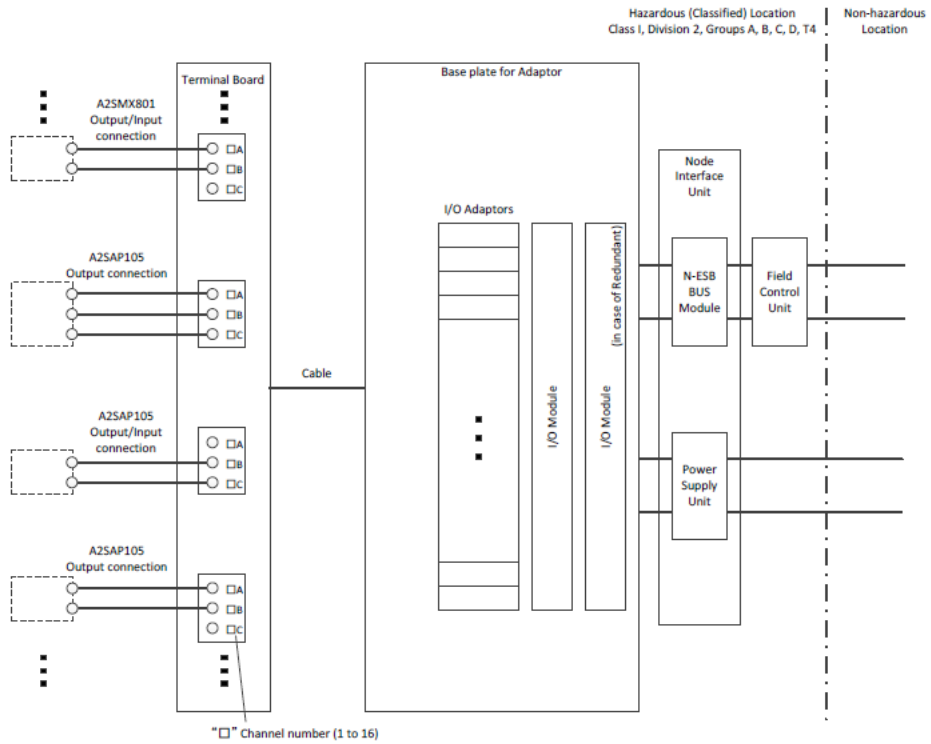 Hazardous (Classified) Location
Class I, Division 2, Groups A, B, C, D, T4
Non-hazardous
Location
Terminal Board
Base plate for Adaptor
A2SMX801
Output/Input
connection
□A
□B
□C
A2SAP105
Output connection
□A
□B
□C
Cable
A2SAP105
Output/Input
connection
□A
□B
□C
A2SAP105
Output connection
□A
□B
□C
"□" Channel number (1 to 16)
I/O Adaptors
I/O Module
I/O Module
(in case of Redundant)
Node
Interface
Unit
N-ESB
BUS
Module
Field
Control
Unit
Power
Supply
Unit